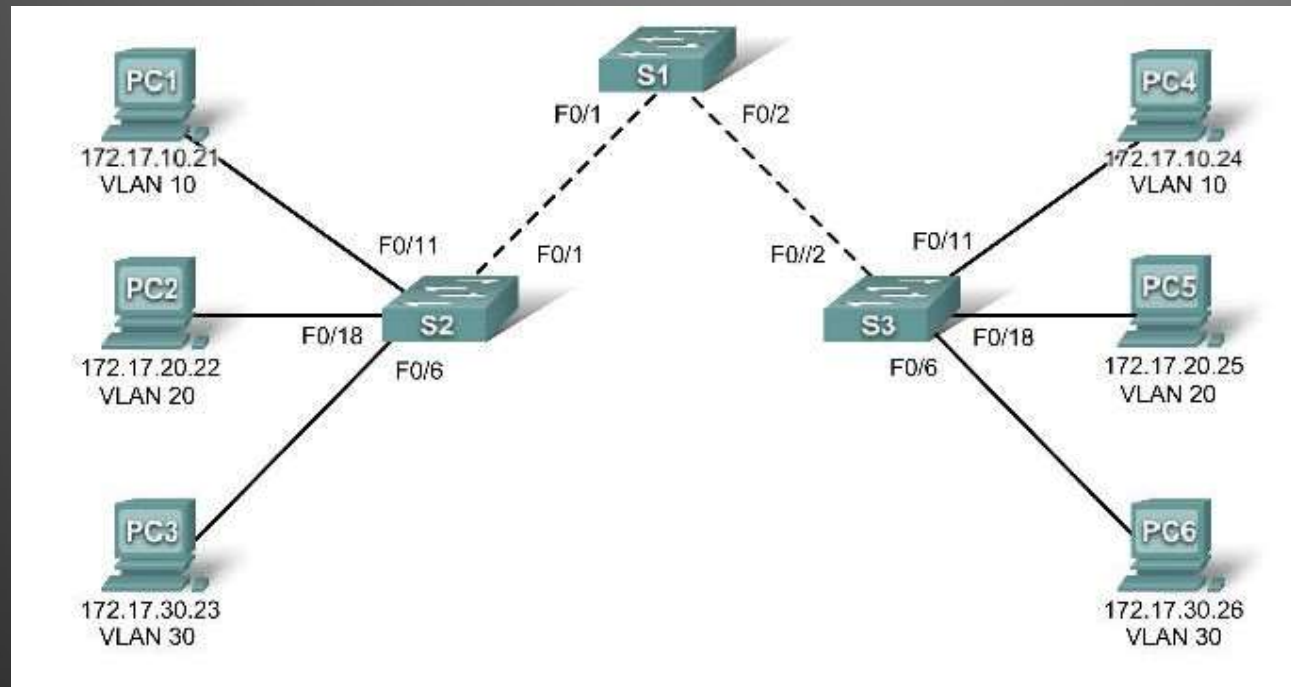 S1
F0/1
F0/2
PC1
172.17.10.21
VLAN 10
PC4
172.17.10.24
VLAN 10
F0/11
F0/1
F0//2
F0/11
PC2
172.17.20.22
VLAN 20
S2
F0/18
F0/6
S3
F0/6
F0/18
PC5
172.17.20.25
VLAN 20
PC3
172.17.30.23
VLAN 30
PC6
172.17.30.26
VLAN 30